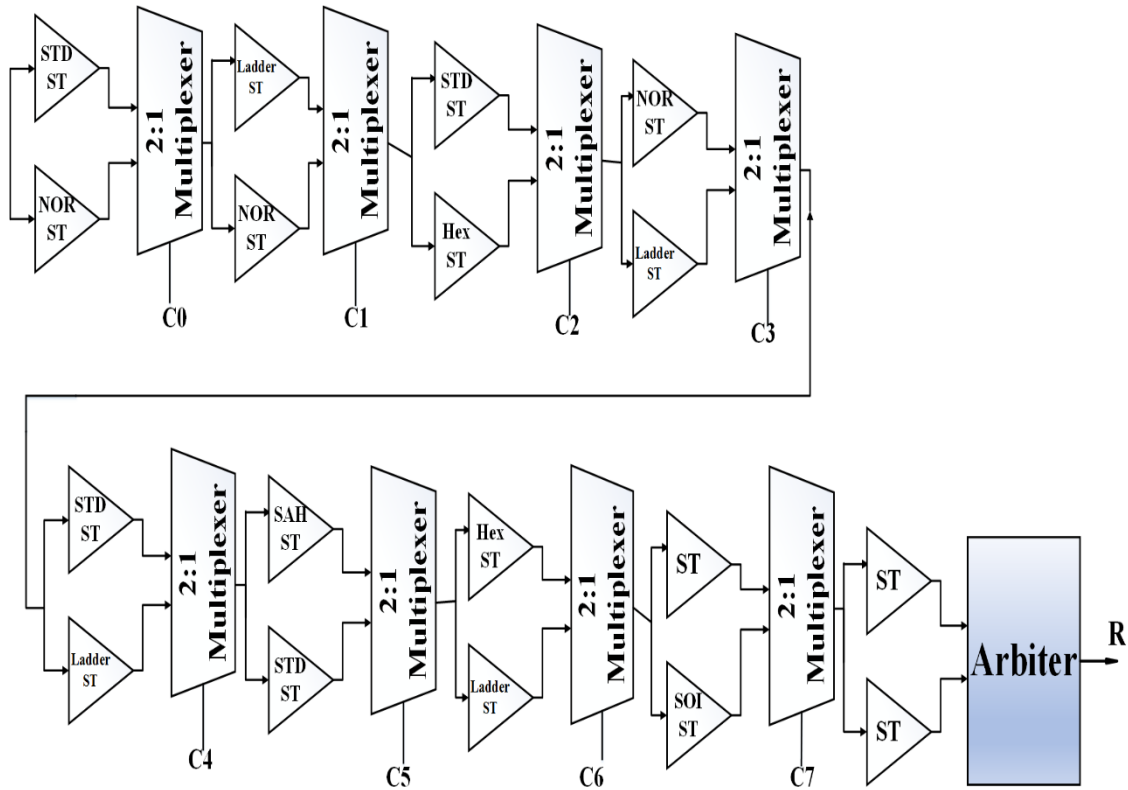 STD
ST
NOR
ST
2:1
Multiplexer
C0
Ladder
ST
NOR
ST
2:1
Multiplexer
C1
STD
ST
Hex
ST
2:1
Multiplexer
C2
NOR
ST
Ladder
ST
2:1
Multiplexer
C3
STD
ST
Ladder
ST
2:1
Multiplexer
C4
SAH
ST
STD
ST
2:1
Multiplexer
C5
Hex
ST
Ladder
ST
2:1
Multiplexer
C6
ST
SOI
ST
2:1
Multiplexer
C7
ST
ST
Arbiter
R